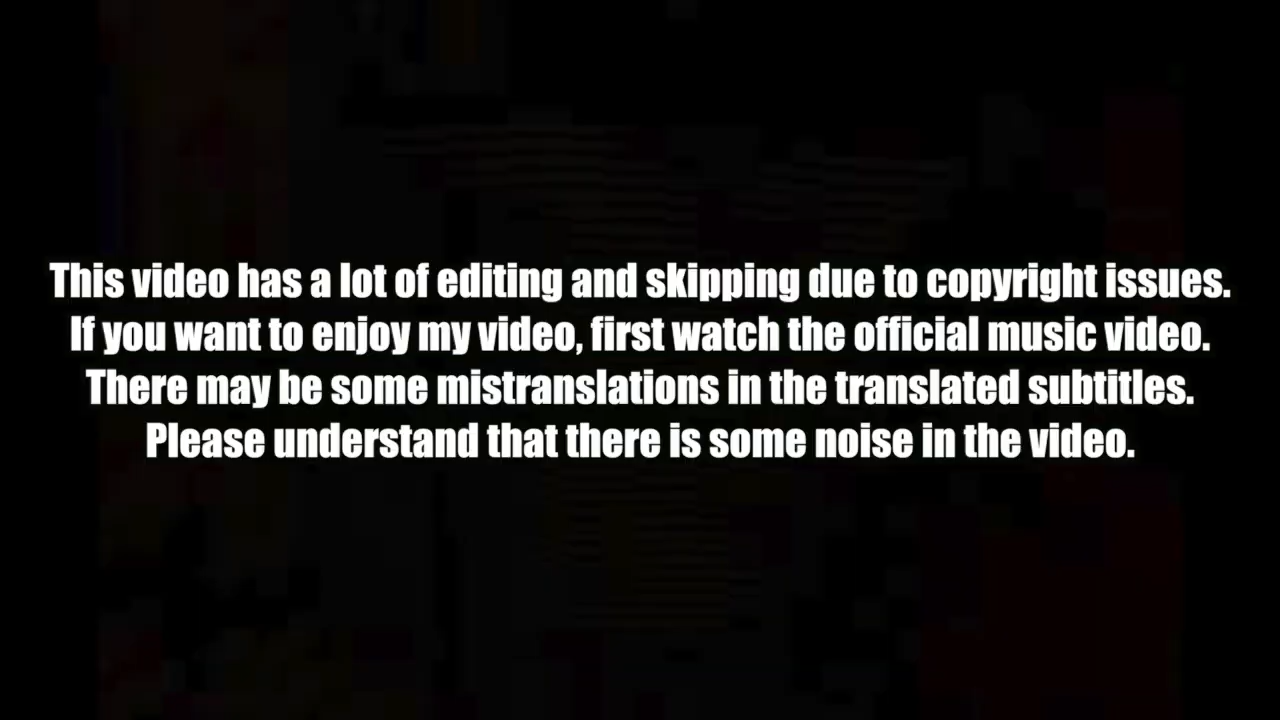 This video has a lot of editing and skipping due to copyright issues.
If you want to enjoy my video, first watch the official music video.
There may be some mistranslations in the translated subtitles.
Please understand that there is some noise in the video.